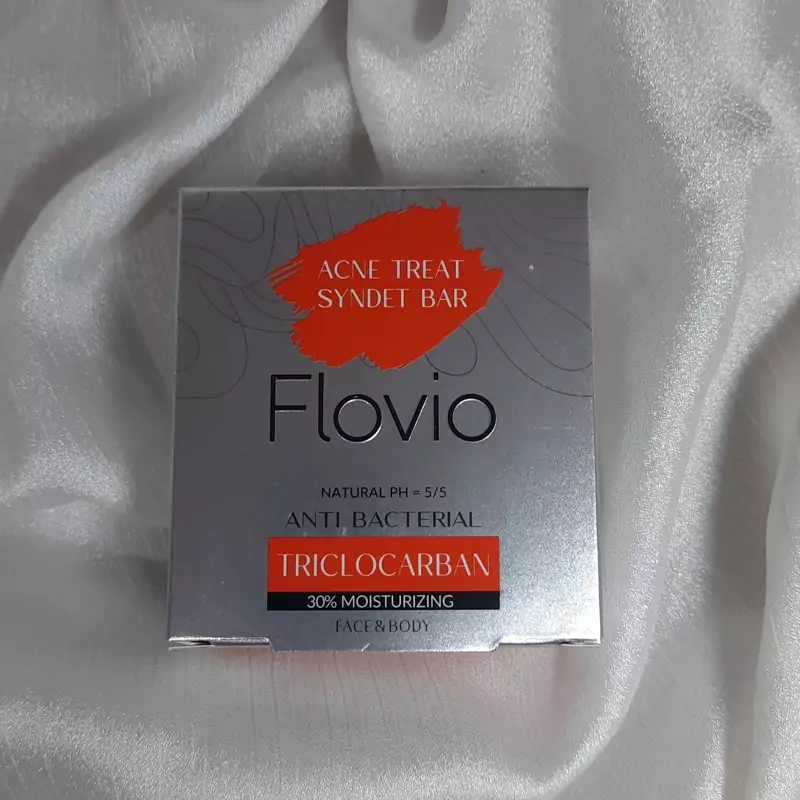 ACNE TREAT
SYNDET BAR
Flovio
NATURAL PH = 5/5
ANTI BACTERIAL
TRICLOCARBAN
30% MOISTURIZING
FACE & BODY